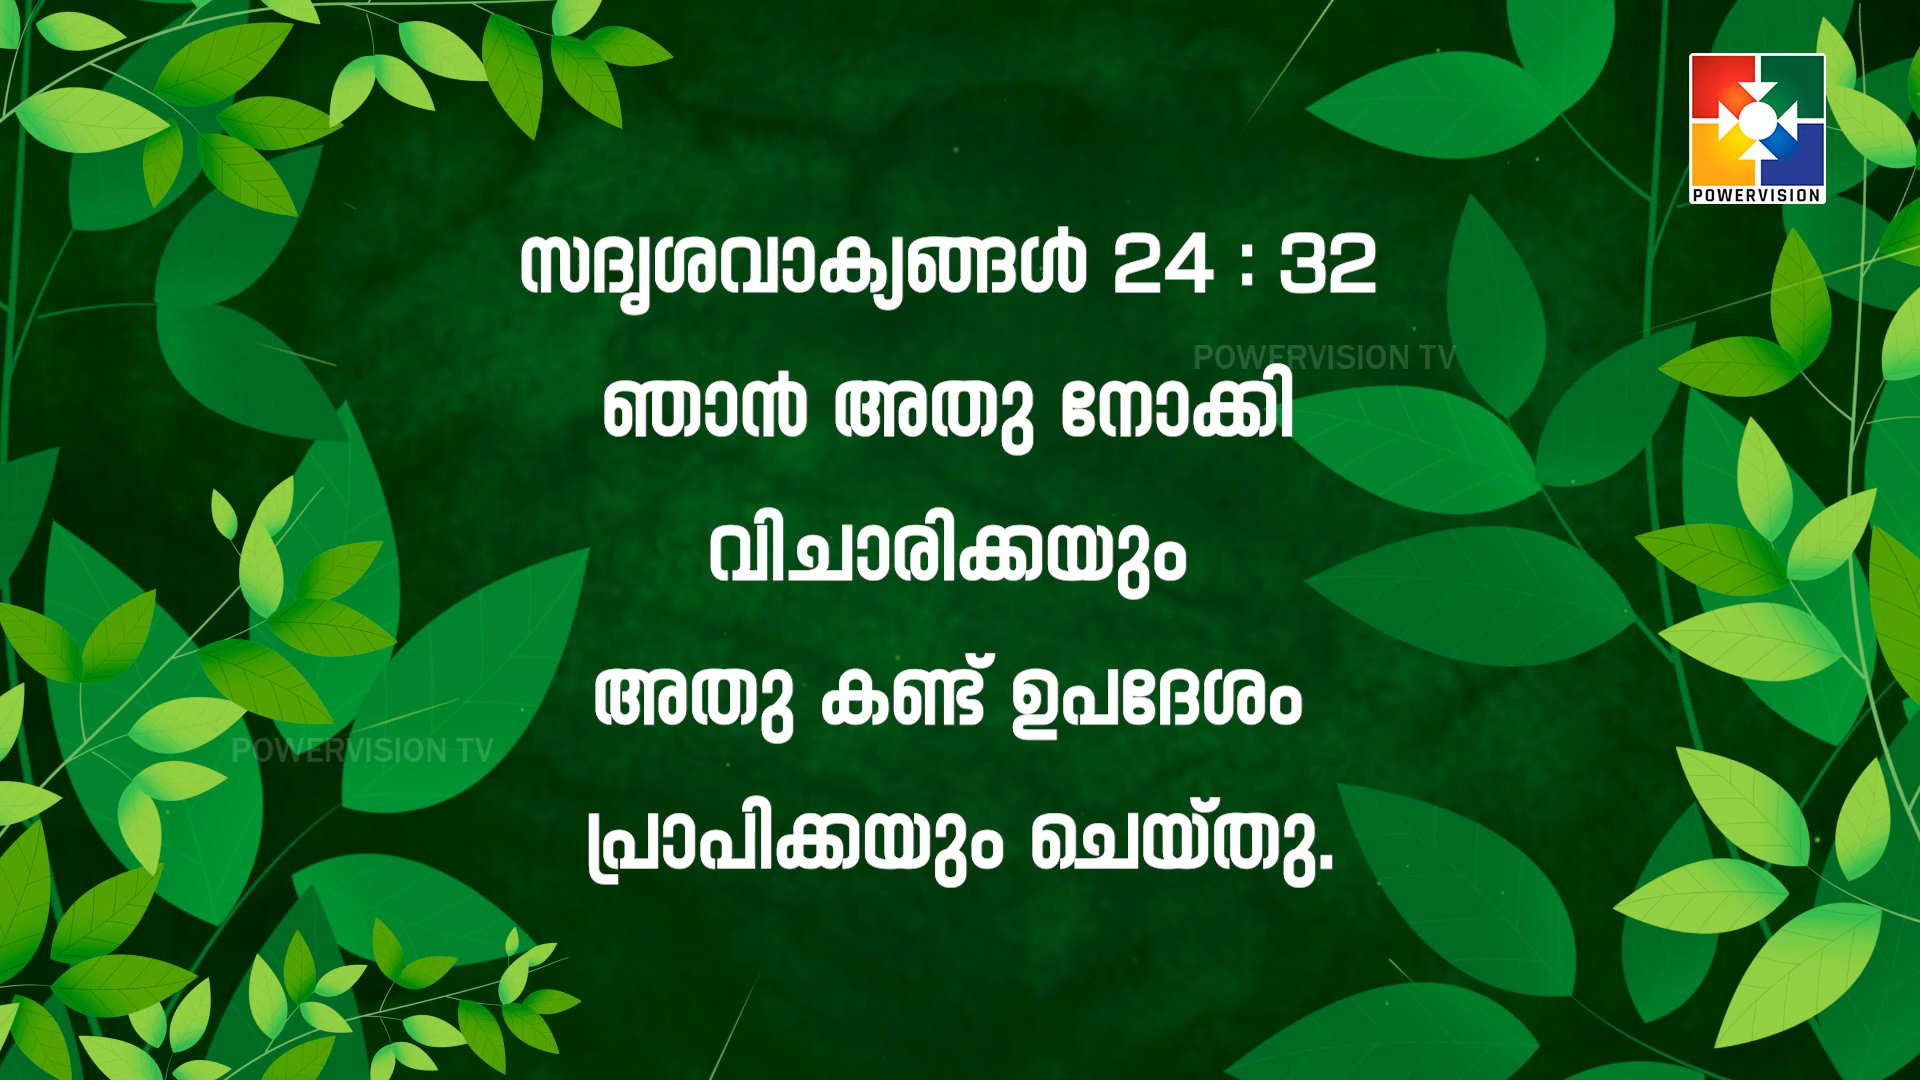 POWERVISION
സദൃശവാക്യങ്ങൾ 24 : 32
POWERVISION TV
ഞാൻ അതു നോക്കി
വിചാരിക്കയും
അതു കണ്ട് ഉപദേശം
POWERVISION TV
പ്രാപിക്കയും ചെയ്തു.